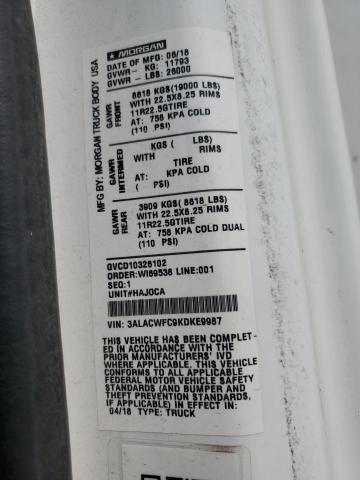 MORGAN
MFG BY: MORGAN TRUCK BODY USA
DATE OF MFG: 06/18
GVWR - KG: 11793
GVWR - LBS: 26000
GAWR FRONT
8618 KGS(19000 LBS)
WITH 22.5X8.25 RIMS
11R22.5GTIRE
AT: 758 KPA COLD
(110 PSI)
GAWR INTERMED
KGS( LBS)
WITH RIMS
TIRE
AT: KPA COLD
( PSI)
GAWR REAR
3909 KGS(8618 LBS)
WITH 22.5X8.25 RIMS
11R22.5GTIRE
AT: 758 KPA COLD DUAL
(110 PSI)
GVCD10326102
ORDER:WI69538 LINE:001
SEQ:1
UNIT#HAJOCA
VIN: 3ALACWFC9KDKE9987
THIS VEHICLE HAS BEEN COMPLETED
IN ACCORDANCE WITH THE
PRIOR MANUFACTURERS' IVD
WHERE APPLICABLE. THIS VEHICLE
CONFORMS TO ALL APPLICABLE
FEDERAL MOTOR VEHICLE SAFETY
STANDARDS (AND BUMPER AND
THEFT PREVENTION STANDARDS
IF APPLICABLE) IN EFFECT IN:
04/18 TYPE: TRUCK